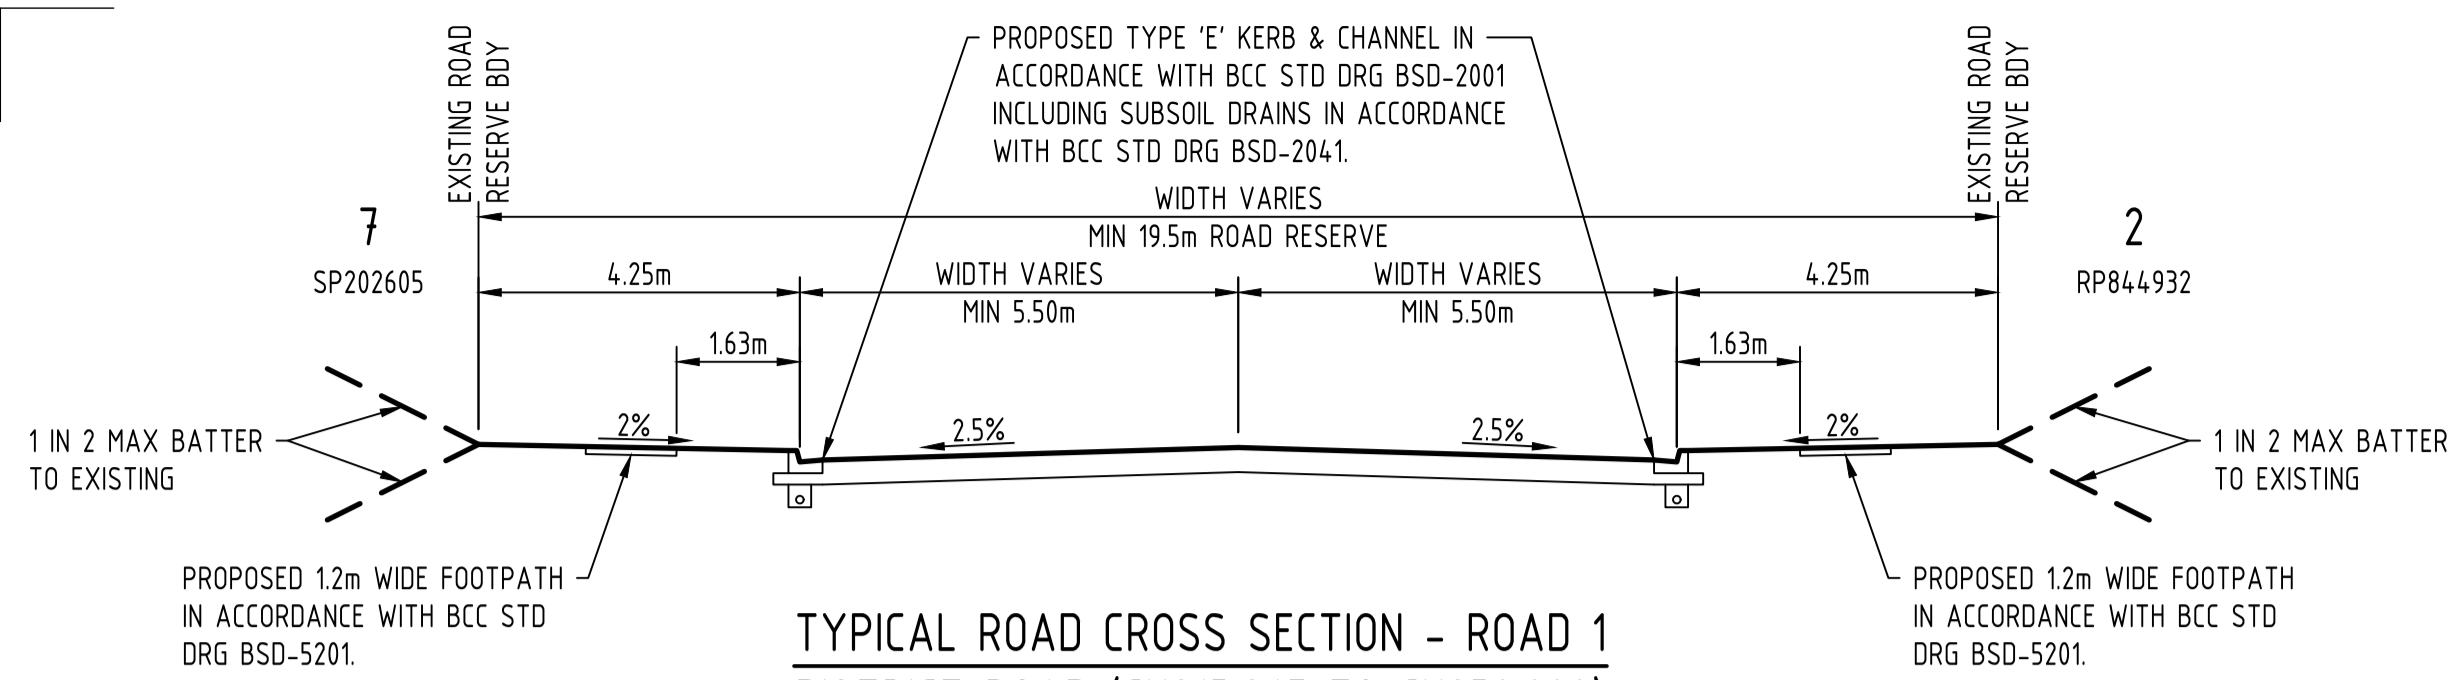 EXISTING ROAD
RESERVE BDY
PROPOSED TYPE 'E' KERB & CHANNEL IN
ACCORDANCE WITH BCC STD DRG BSD-2001
INCLUDING SUBSOIL DRAINS IN ACCORDANCE
WITH BCC STD DRG BSD-2041.
EXISTING ROAD
RESERVE BDY
WIDTH VARIES
MIN 19.5m ROAD RESERVE
7
SP202605
2
RP844932
4.25m
WIDTH VARIES
MIN 5.50m
WIDTH VARIES
MIN 5.50m
4.25m
1.63m
1.63m
1 IN 2 MAX BATTER
TO EXISTING
2%
2.5%
2.5%
2%
1 IN 2 MAX BATTER
TO EXISTING
PROPOSED 1.2m WIDE FOOTPATH
IN ACCORDANCE WITH BCC STD
DRG BSD-5201.
PROPOSED 1.2m WIDE FOOTPATH
IN ACCORDANCE WITH BCC STD
DRG BSD-5201.
TYPICAL ROAD CROSS SECTION - ROAD 1